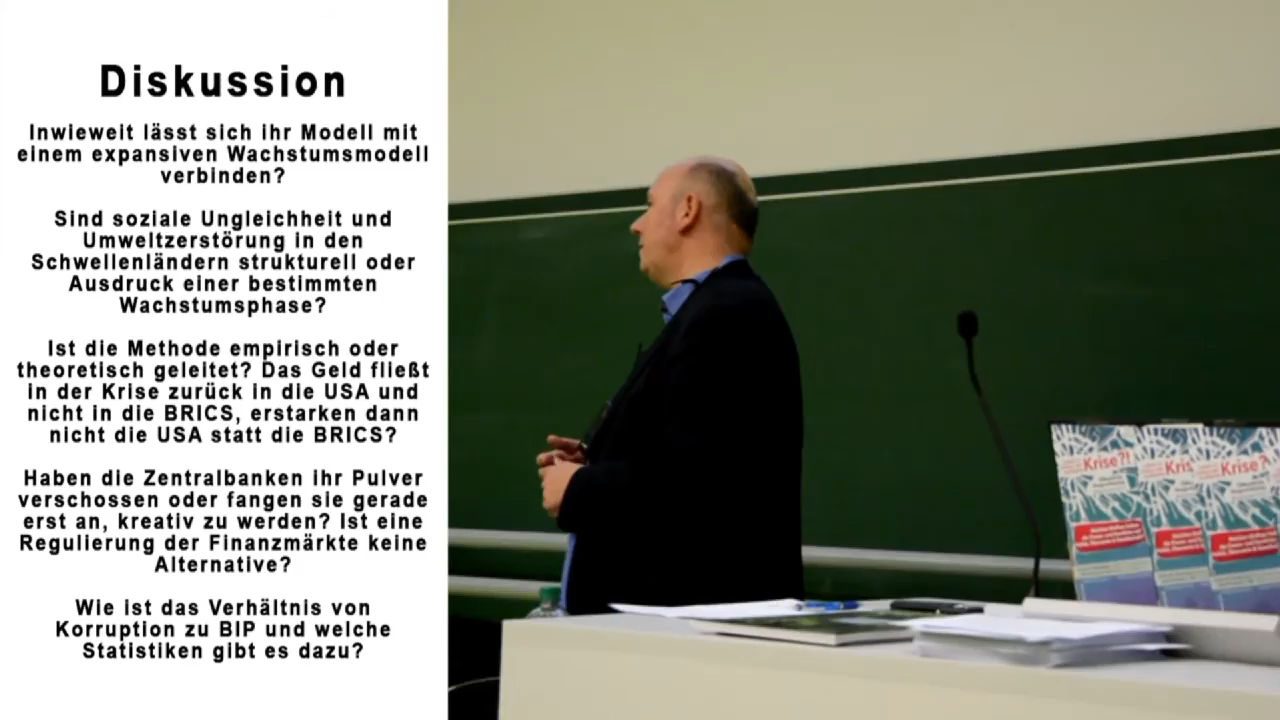 Diskussion
Inwieweit lässt sich ihr Modell mit
einem expansiven Wachstumsmodell
verbinden?
Sind soziale Ungleichheit und
Umweltzerstörung in den
Schwellenländern strukturell oder
Ausdruck einer bestimmten
Wachstumsphase?
Ist die Methode empirisch oder
theoretisch geleitet? Das Geld fließt
in der Krise zurück in die USA und
nicht in die BRICS, erstarken dann
nicht die USA statt die BRICS?
Haben die Zentralbanken ihr Pulver
verschossen oder fangen sie gerade
erst an, kreativ zu werden? Ist eine
Regulierung der Finanzmärkte keine
Alternative?
Wie ist das Verhältnis von
Korruption zu BIP und welche
Statistiken gibt es dazu?
Krise?!
Kris
Krise?